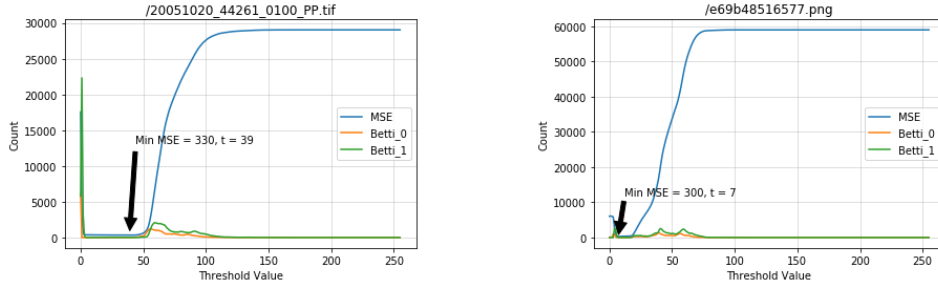 /20051020_44261_0100_PP.tif
30000
25000
20000
15000
10000
5000
0
Count
Min MSE = 330, t = 39
MSE
Betti_0
Betti_1
0 50 100 150 200 250
Threshold Value
/e69b48516577.png
60000
50000
40000
30000
20000
10000
0
Count
Min MSE = 300, t = 7
MSE
Betti_0
Betti_1
0 50 100 150 200 250
Threshold Value